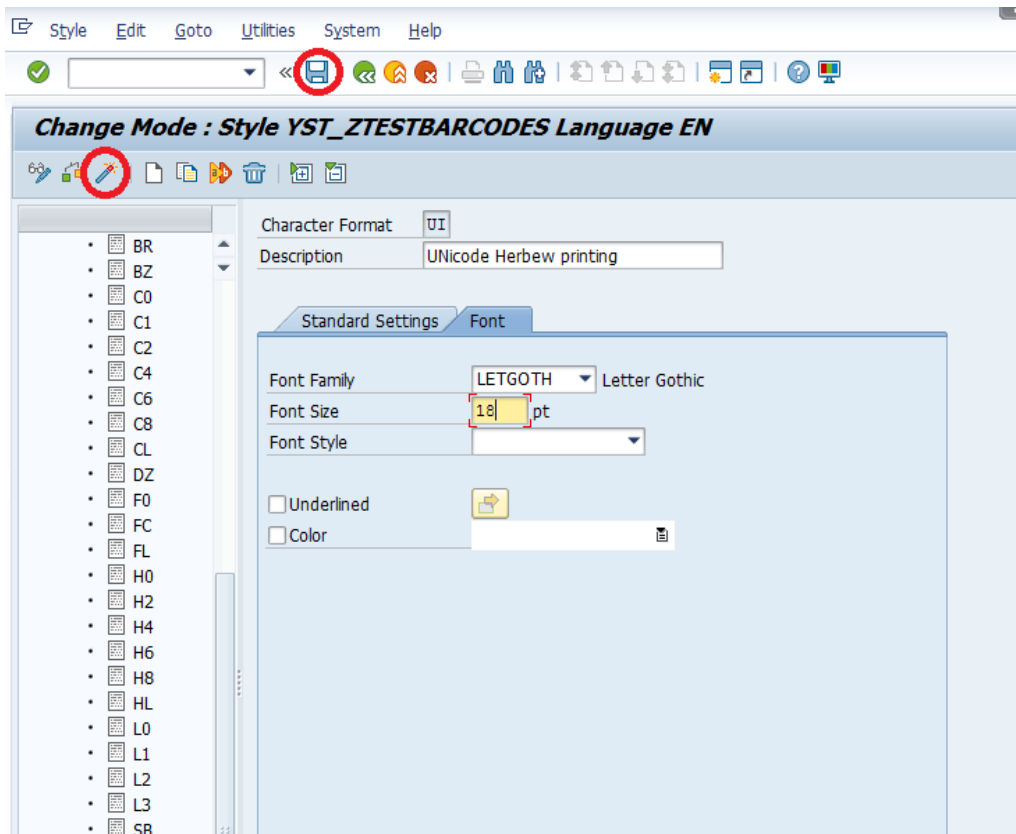 Style Edit Goto Utilities System Help
Change Mode : Style YST_ZTESTBARCODES Language EN
BR
BZ
C0
C1
C2
C4
C6
C8
CL
DZ
F0
FC
FL
H0
H2
H4
H6
H8
HL
L0
L1
L2
L3
SB
Character Format UI
Description UNicode Herbew printing
Standard Settings Font
Font Family LETGOTH Letter Gothic
Font Size 18 pt
Font Style
Underlined
Color